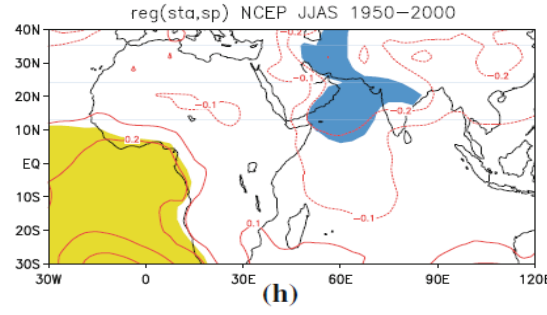 reg(sta,sp) NCEP JJAS 1950−2000
40N
30N
20N
10N
EQ
10S
20S
30S
-0.2
-0.1
-0.1
-0.2
-0.2
-0.2
-0.1
0.1
30W 0 30E 60E 90E 120E
(h)